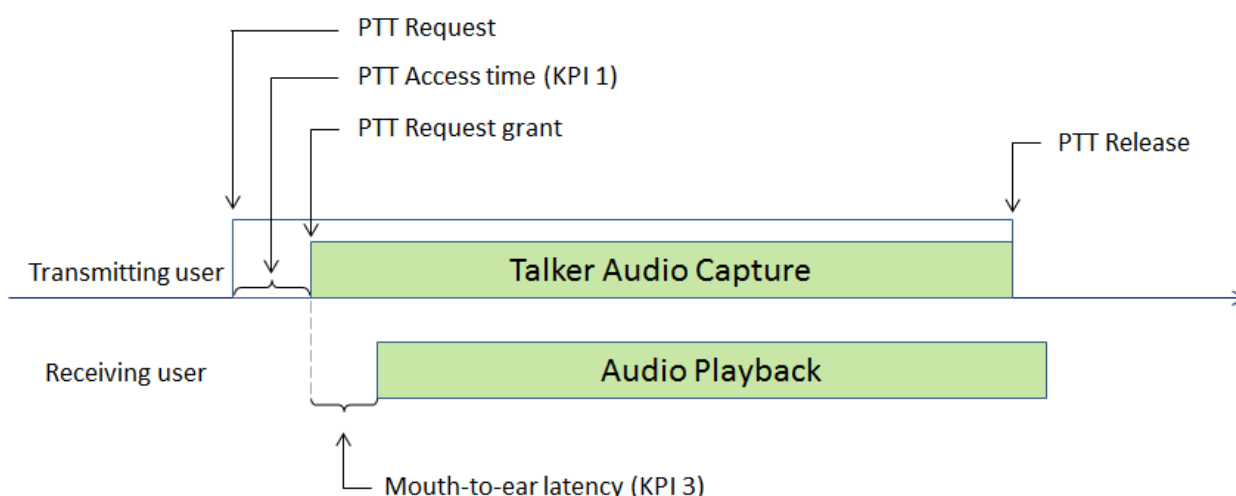 PTT Request
PTT Access time (KPI 1)
PTT Request grant
PTT Release
Transmitting user
Talker Audio Capture
Receiving user
Audio Playback
Mouth-to-ear latency (KPI 3)